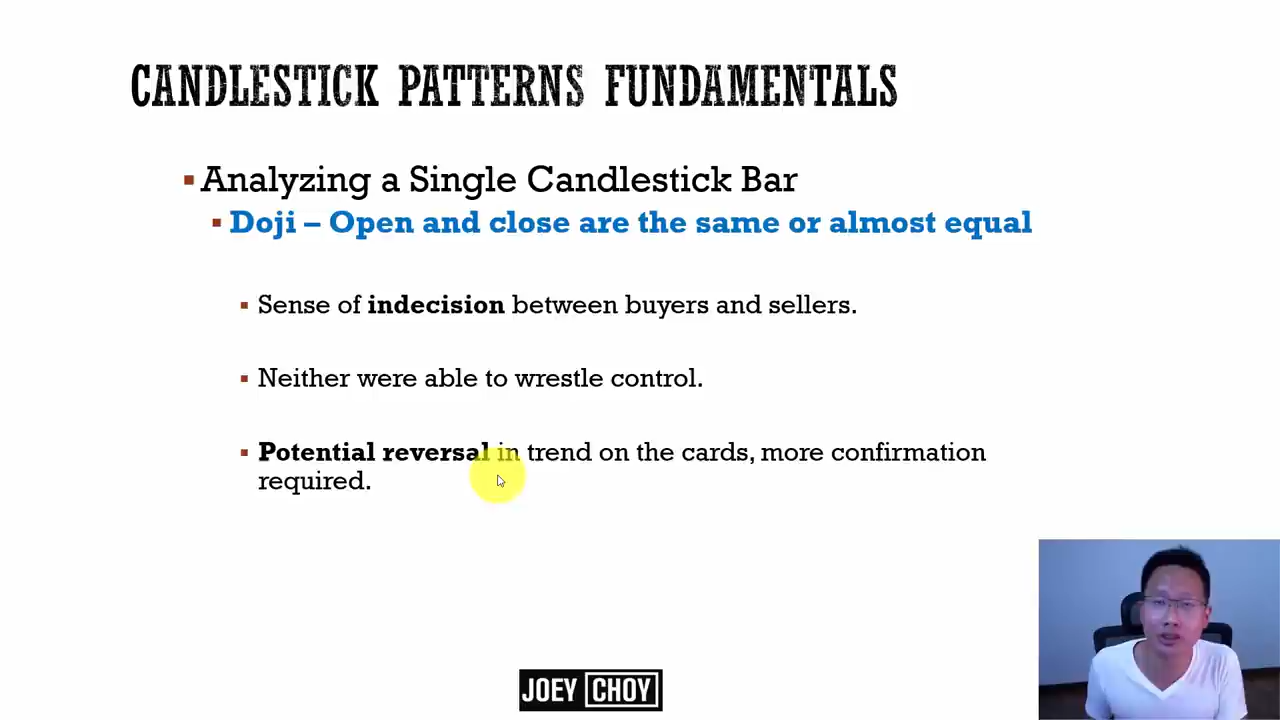 CANDLESTICK PATTERNS FUNDAMENTALS
Analyzing a Single Candlestick Bar
Doji – Open and close are the same or almost equal
Sense of indecision between buyers and sellers.
Neither were able to wrestle control.
Potential reversal in trend on the cards, more confirmation
required.
JOEY CHOY